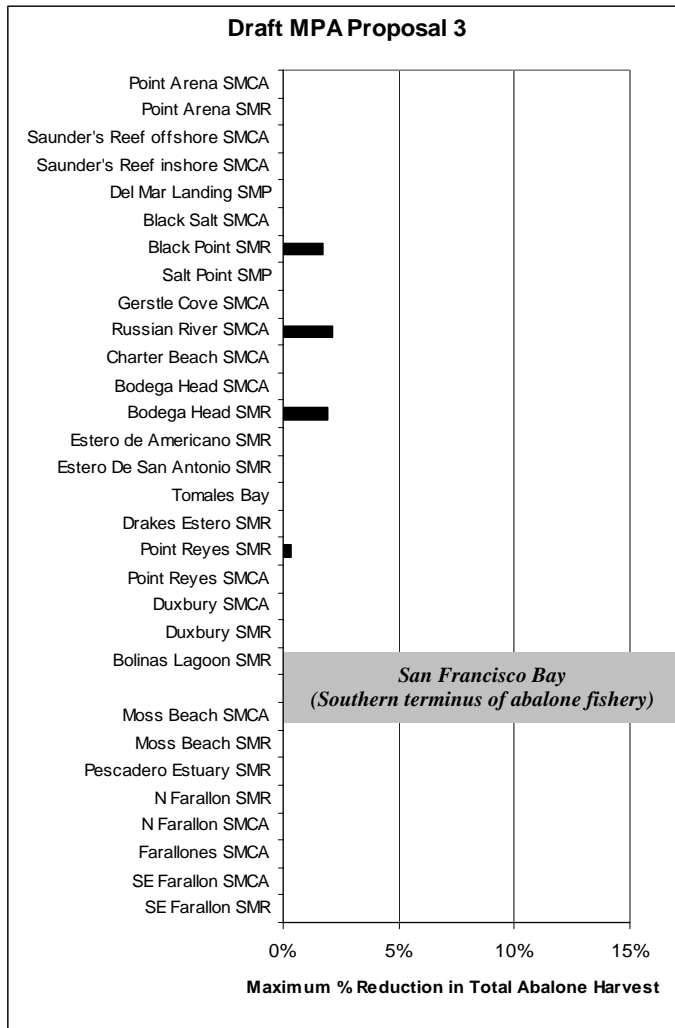 Draft MPA Proposal 3
Point Arena SMCA
Point Arena SMR
Saunder's Reef offshore SMCA
Saunder's Reef inshore SMCA
Del Mar Landing SMP
Black Salt SMCA
Black Point SMR
Salt Point SMP
Gerstle Cove SMCA
Russian River SMCA
Charter Beach SMCA
Bodega Head SMCA
Bodega Head SMR
Estero de Americano SMR
Estero De San Antonio SMR
Tomales Bay
Drakes Estero SMR
Point Reyes SMR
Point Reyes SMCA
Duxbury SMCA
Duxbury SMR
Bolinas Lagoon SMR
San Francisco Bay
(Southern terminus of abalone fishery)
Moss Beach SMCA
Moss Beach SMR
Pescadero Estuary SMR
N Farallon SMR
N Farallon SMCA
Farallones SMCA
SE Farallon SMCA
SE Farallon SMR
0% 5% 10% 15%
Maximum % Reduction in Total Abalone Harvest